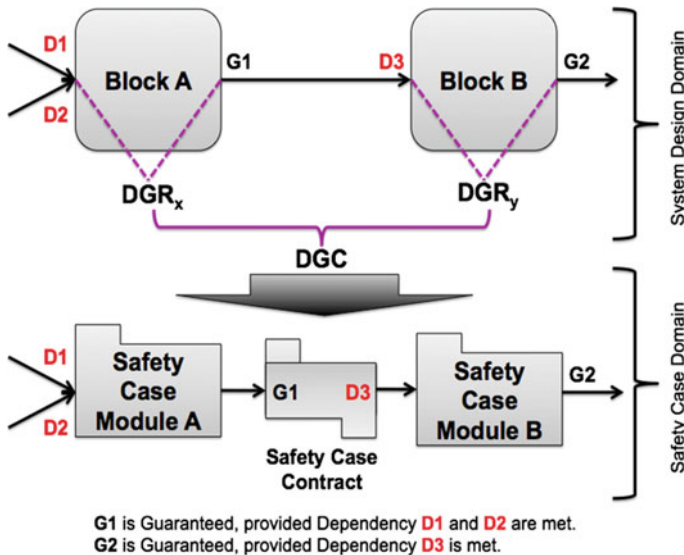 D1
D2
Block A
G1
D3
Block B
G2
DGRx
DGRy
DGC
System Design Domain
D1
D2
Safety
Case
Module A
G1
D3
Safety Case
Contract
Safety
Case
Module B
G2
Safety Case Domain
G1 is Guaranteed, provided Dependency D1 and D2 are met.
G2 is Guaranteed, provided Dependency D3 is met.